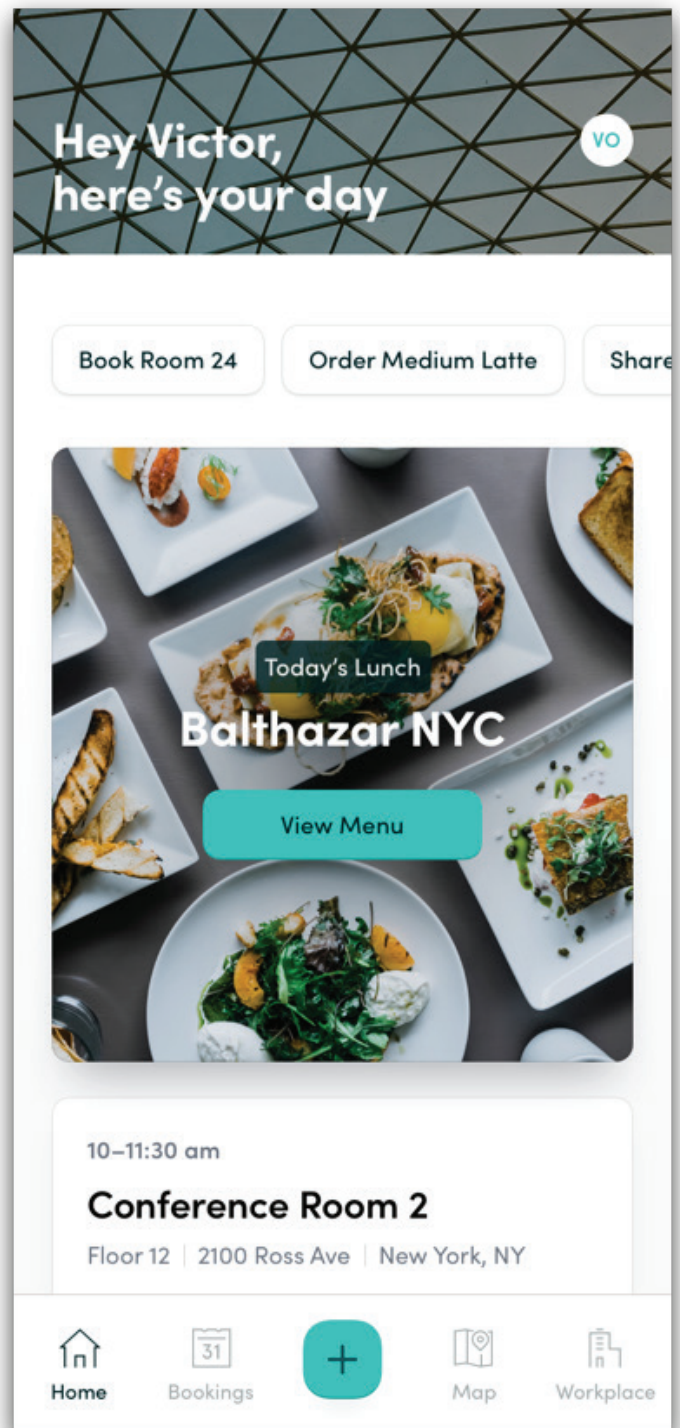 Hey Victor,
here's your day
VO
Book Room 24
Order Medium Latte
Share
Today's Lunch
Balthazar NYC
View Menu
10–11:30 am
Conference Room 2
Floor 12 | 2100 Ross Ave | New York, NY
31
+
Home
Bookings
Map
Workplace